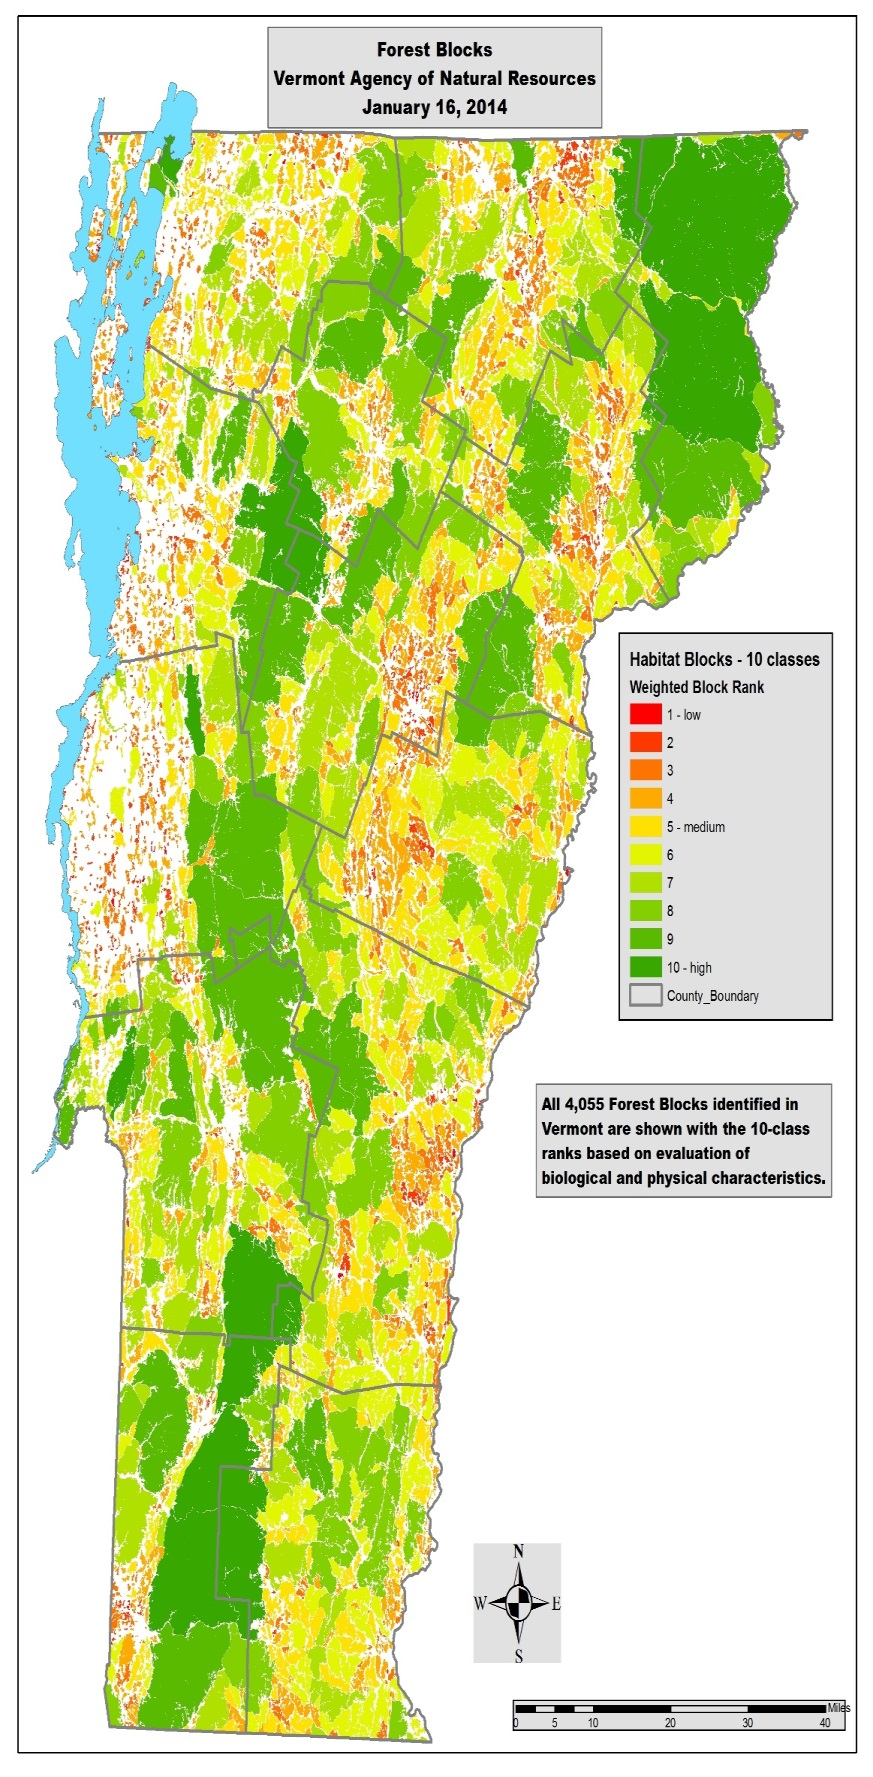 Forest Blocks
Vermont Agency of Natural Resources
January 16, 2014
Habitat Blocks - 10 classes
Weighted Block Rank
1 - low
2
3
4
5 - medium
6
7
8
9
10 - high
County_Boundary
All 4,055 Forest Blocks identified in
Vermont are shown with the 10-class
ranks based on evaluation of
biological and physical characteristics.
N
W E
S
Miles
0 5 10 20 30 40